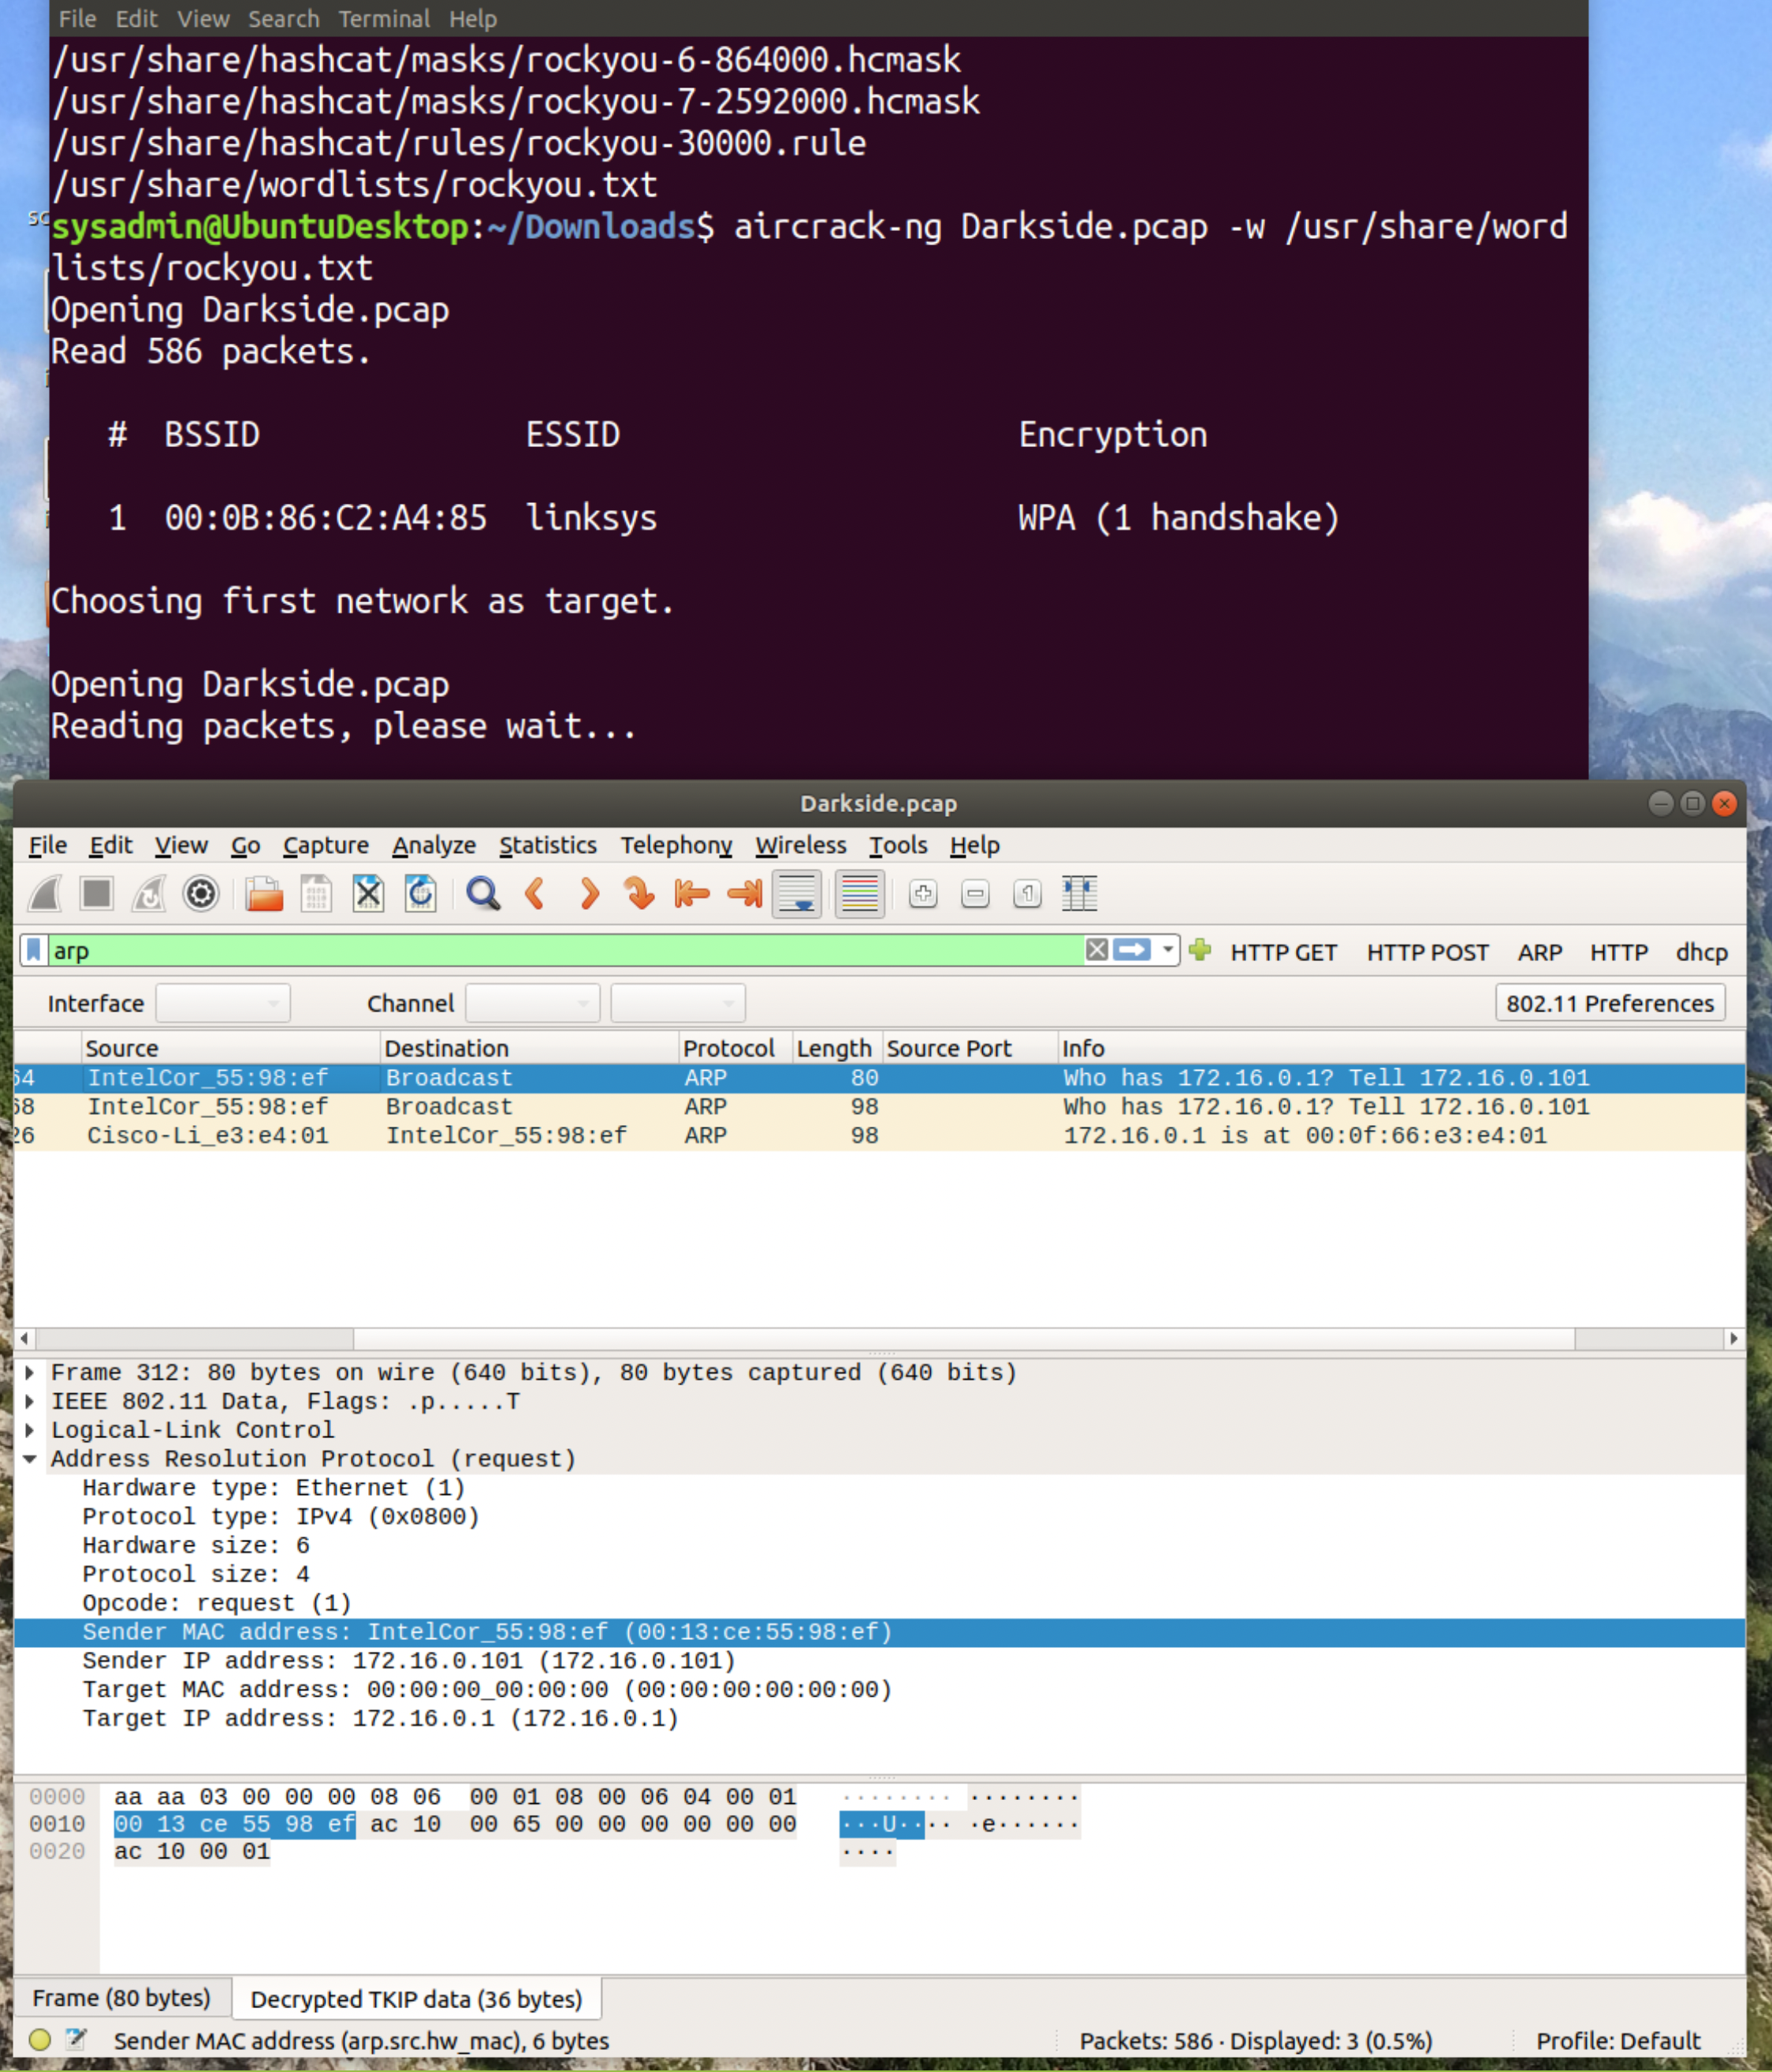 File Edit View Search Terminal Help
/usr/share/hashcat/masks/rockyou-6-864000.hcmask
/usr/share/hashcat/masks/rockyou-7-2592000.hcmask
/usr/share/hashcat/rules/rockyou-30000.rule
/usr/share/wordlists/rockyou.txt
sysadmin@UbuntuDesktop:~/Downloads$ aircrack-ng Darkside.pcap -w /usr/share/word
lists/rockyou.txt
Opening Darkside.pcap
Read 586 packets.
# BSSID ESSID Encryption
1 00:0B:86:C2:A4:85 linksys WPA (1 handshake)
Choosing first network as target.
Opening Darkside.pcap
Reading packets, please wait...
Darkside.pcap
File Edit View Go Capture Analyze Statistics Telephony Wireless Tools Help
arp HTTP GET HTTP POST ARP HTTP dhcp
Interface Channel 802.11 Preferences
Source Destination Protocol Length Source Port Info
64 IntelCor_55:98:ef Broadcast ARP 80 Who has 172.16.0.1? Tell 172.16.0.101
68 IntelCor_55:98:ef Broadcast ARP 98 Who has 172.16.0.1? Tell 172.16.0.101
26 Cisco-Li_e3:e4:01 IntelCor_55:98:ef ARP 98 172.16.0.1 is at 00:0f:66:e3:e4:01
Frame 312: 80 bytes on wire (640 bits), 80 bytes captured (640 bits)
IEEE 802.11 Data, Flags: .p.....T
Logical-Link Control
Address Resolution Protocol (request)
Hardware type: Ethernet (1)
Protocol type: IPv4 (0x0800)
Hardware size: 6
Protocol size: 4
Opcode: request (1)
Sender MAC address: IntelCor_55:98:ef (00:13:ce:55:98:ef)
Sender IP address: 172.16.0.101 (172.16.0.101)
Target MAC address: 00:00:00_00:00:00 (00:00:00:00:00:00)
Target IP address: 172.16.0.1 (172.16.0.1)
0000 aa aa 03 00 00 00 08 06 00 01 08 00 06 04 00 01 ········ ········
0010 00 13 ce 55 98 ef ac 10 00 65 00 00 00 00 00 00 ···U···· ·e······
0020 ac 10 00 01 ····
Frame (80 bytes) Decrypted TKIP data (36 bytes)
Sender MAC address (arp.src.hw_mac), 6 bytes Packets: 586 · Displayed: 3 (0.5%) Profile: Default